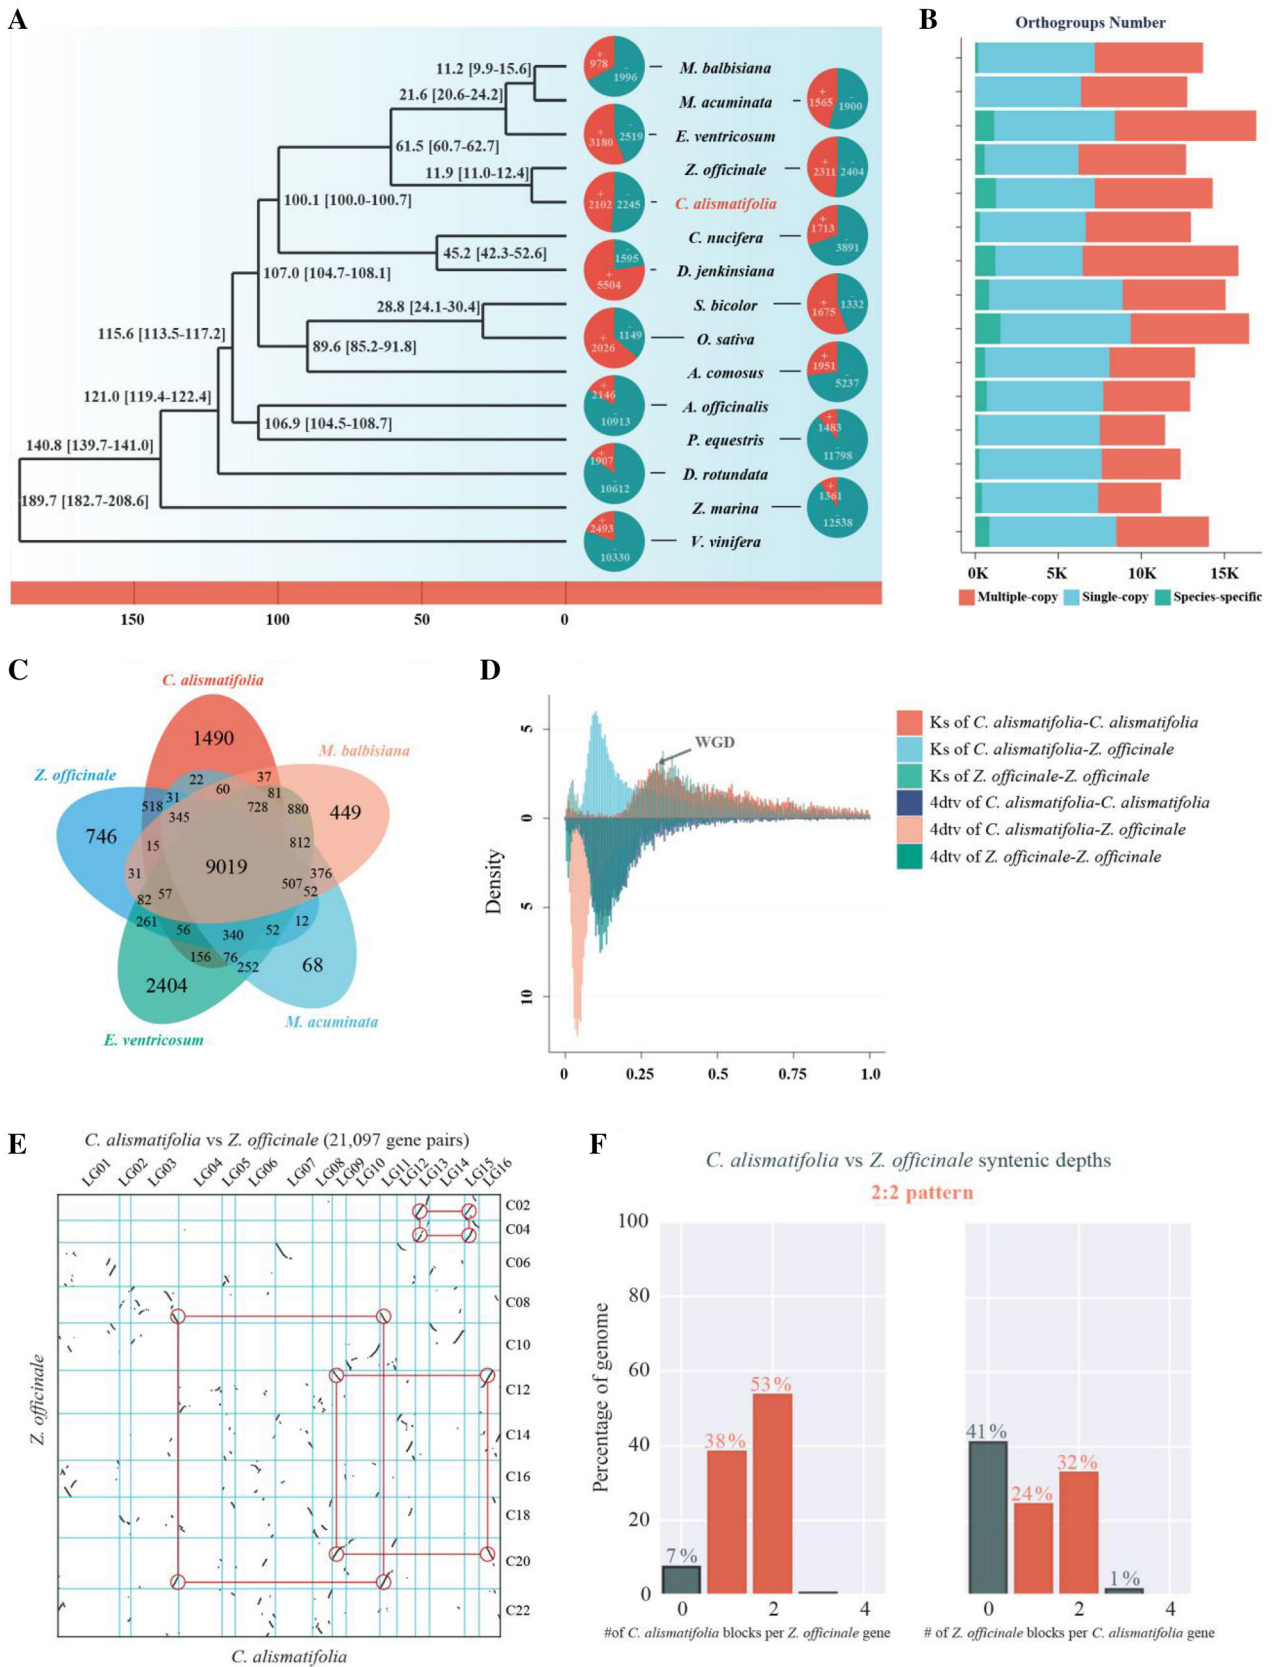 A
11.2 [9.9-15.6]
21.6 [20.6-24.2]
61.5 [60.7-62.7]
11.9 [11.0-12.4]
100.1 [100.0-100.7]
45.2 [42.3-52.6]
107.0 [104.7-108.1]
28.8 [24.1-30.4]
115.6 [113.5-117.2]
89.6 [85.2-91.8]
121.0 [119.4-122.4]
106.9 [104.5-108.7]
140.8 [139.7-141.0]
189.7 [182.7-208.6]
+ 978 - 1996 M. balbisiana
M. acuminata + 1565 - 1900
+ 3180 - 2519 E. ventricosum
Z. officinale + 2311 - 2404
+ 2102 - 2245 C. alismatifolia
C. nucifera + 1713 - 3891
+ 5504 - 1595 D. jenkinsiana
S. bicolor + 1675 - 1332
+ 2026 - 1149 O. sativa
A. comosus + 1951 - 5237
+ 2146 - 10913 A. officinalis
P. equestris + 1483 - 11798
+ 1907 - 10612 D. rotundata
Z. marina + 1361 - 12538
+ 2493 - 10330 V. vinifera
150 100 50 0
B
Orthogroups Number
0K 5K 10K 15K
Multiple-copy Single-copy Species-specific
C
C. alismatifolia
M. balbisiana
Z. officinale
E. ventricosum
M. acuminata
1490
22 37
60
518 31 81
728 880
345
746
449
15 812
9019
31 376
507
82 57 52
261 12
56 340 52
156 76
252
68
2404
D
WGD
Density
5
0
5
10
0 0.25 0.5 0.75 1.0
Ks of C. alismatifolia-C. alismatifolia
Ks of C. alismatifolia-Z. officinale
Ks of Z. officinale-Z. officinale
4dtv of C. alismatifolia-C. alismatifolia
4dtv of C. alismatifolia-Z. officinale
4dtv of Z. officinale-Z. officinale
E
C. alismatifolia vs Z. officinale (21,097 gene pairs)
LG01 LG02 LG03 LG04 LG05 LG06 LG07 LG08 LG09 LG10 LG11 LG12 LG13 LG14 LG15 LG16
C02
C04
C06
C08
C10
C12
C14
C16
C18
C20
C22
Z. officinale
C. alismatifolia
F
C. alismatifolia vs Z. officinale syntenic depths
2:2 pattern
Percentage of genome
100
80
60
40
20
0
7%
38%
53%
0 2 4
#of C. alismatifolia blocks per Z. officinale gene
41%
24%
32%
1%
0 2 4
# of Z. officinale blocks per C. alismatifolia gene